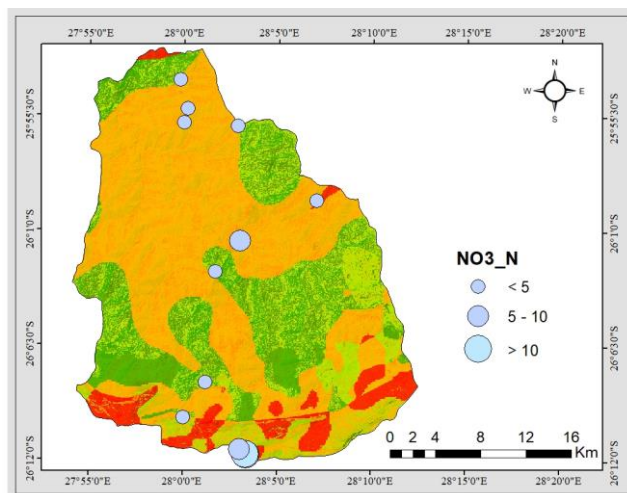 27°55'0"E 28°0'0"E 28°5'0"E 28°10'0"E 28°15'0"E 28°20'0"E
N
W E
S
25°55'30"S 25°55'30"S
26°1'0"S 26°1'0"S
NO3_N
< 5
5 - 10
> 10
26°6'30"S 26°6'30"S
0 2 4 8 12 16
Km
26°12'0"S 26°12'0"S
27°55'0"E 28°0'0"E 28°5'0"E 28°10'0"E 28°15'0"E 28°20'0"E